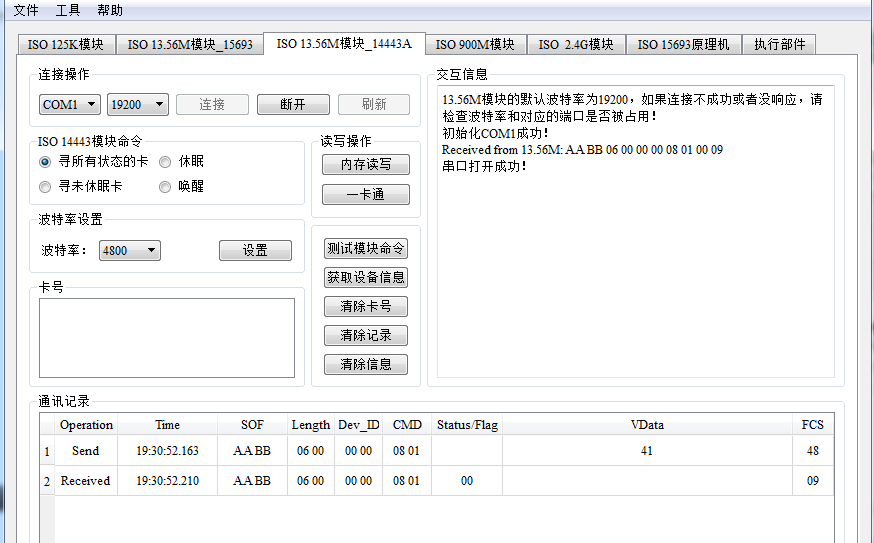 文件 工具 帮助
ISO 125K模块 ISO 13.56M模块_15693 ISO 13.56M模块_14443A ISO 900M模块 ISO 2.4G模块 ISO 15693原理机 执行部件
连接操作
COM1 19200 连接 断开 刷新
ISO 14443模块命令
寻所有状态的卡 休眠
寻未休眠卡 唤醒
读写操作
内存读写
一卡通
波特率设置
波特率： 4800 设置
卡号
测试模块命令
获取设备信息
清除卡号
清除记录
清除信息
交互信息
13.56M模块的默认波特率为19200，如果连接不成功或者没响应，请
检查波特率和对应的端口是否被占用！
初始化COM1成功！
Received from 13.56M: AA BB 06 00 00 00 08 01 00 09
串口打开成功！
通讯记录
Operation Time SOF Length Dev_ID CMD Status/Flag VData FCS
1 Send 19:30:52.163 AA BB 06 00 00 00 08 01 41 48
2 Received 19:30:52.210 AA BB 06 00 00 00 08 01 00 09